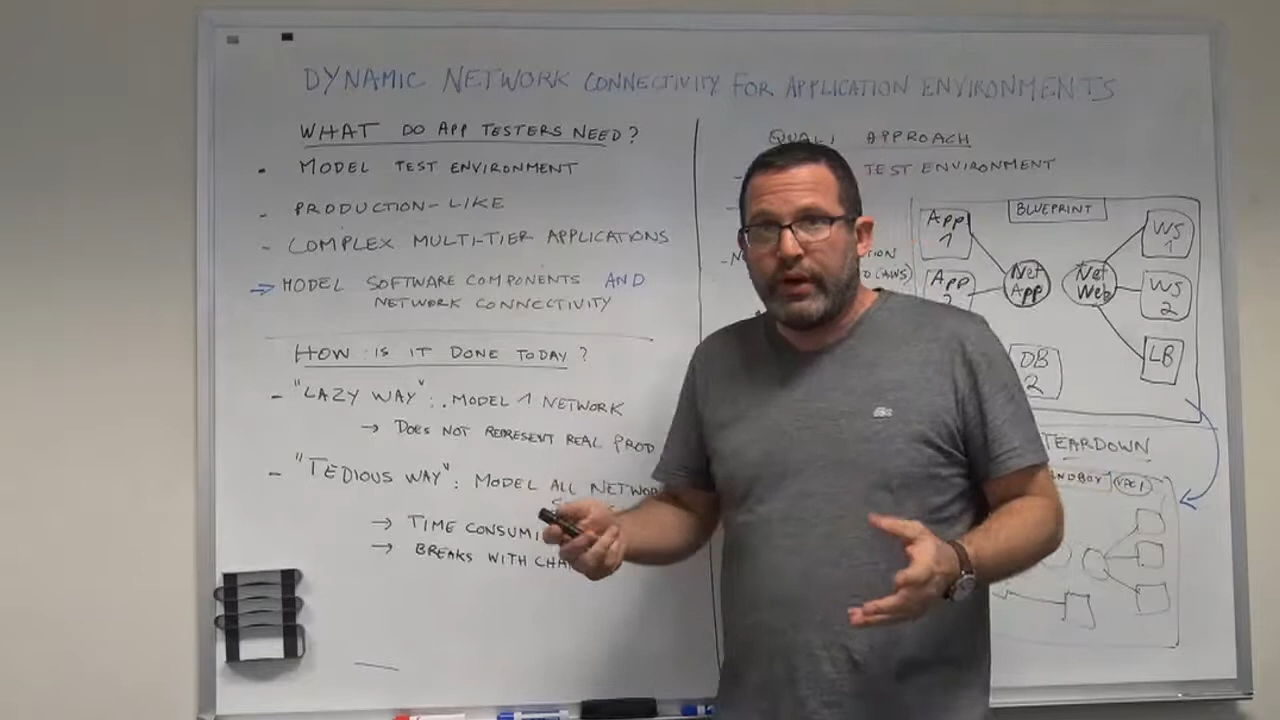 DYNAMIC NETWORK CONNECTIVITY FOR APPLICATION ENVIRONMENTS
WHAT DO APP TESTERS NEED?
- MODEL TEST ENVIRONMENT
- PRODUCTION-LIKE
- COMPLEX MULTI-TIER APPLICATIONS
→ MODEL SOFTWARE COMPONENTS AND
NETWORK CONNECTIVITY
HOW IS IT DONE TODAY?
- "LAZY WAY": MODEL 1 NETWORK
→ DOES NOT REPRESENT REAL PROD
- "TEDIOUS WAY": MODEL ALL
→ TIME
→ BREAKS WITH
QUALI APPROACH
TEST ENVIRONMENT
(AWS)
BLUEPRINT
App 1
App
Net App
Net Web
WS 1
WS 2
LB
DB 2
TEARDOWN
VPC1